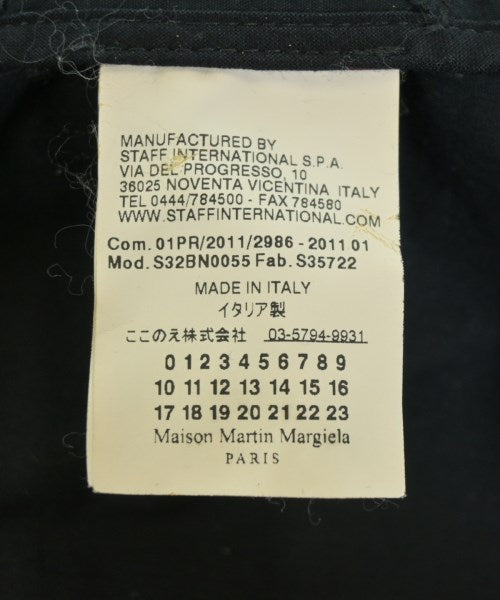 MANUFACTURED BY
STAFF INTERNATIONAL S.P.A.
VIA DEL PROGRESSO, 10
36025 NOVENTA VICENTINA ITALY
TEL 0444/784500 - FAX 784580
WWW.STAFFINTERNATIONAL.COM
Com. 01PR/2011/2986 - 2011 01
Mod. S32BN0055 Fab. S35722
MADE IN ITALY
イタリア製
ここのえ株式会社 03-5794-9931
0 1 2 3 4 5 6 7 8 9
10 11 12 13 14 15 16
17 18 19 20 21 22 23
Maison Martin Margiela
PARIS